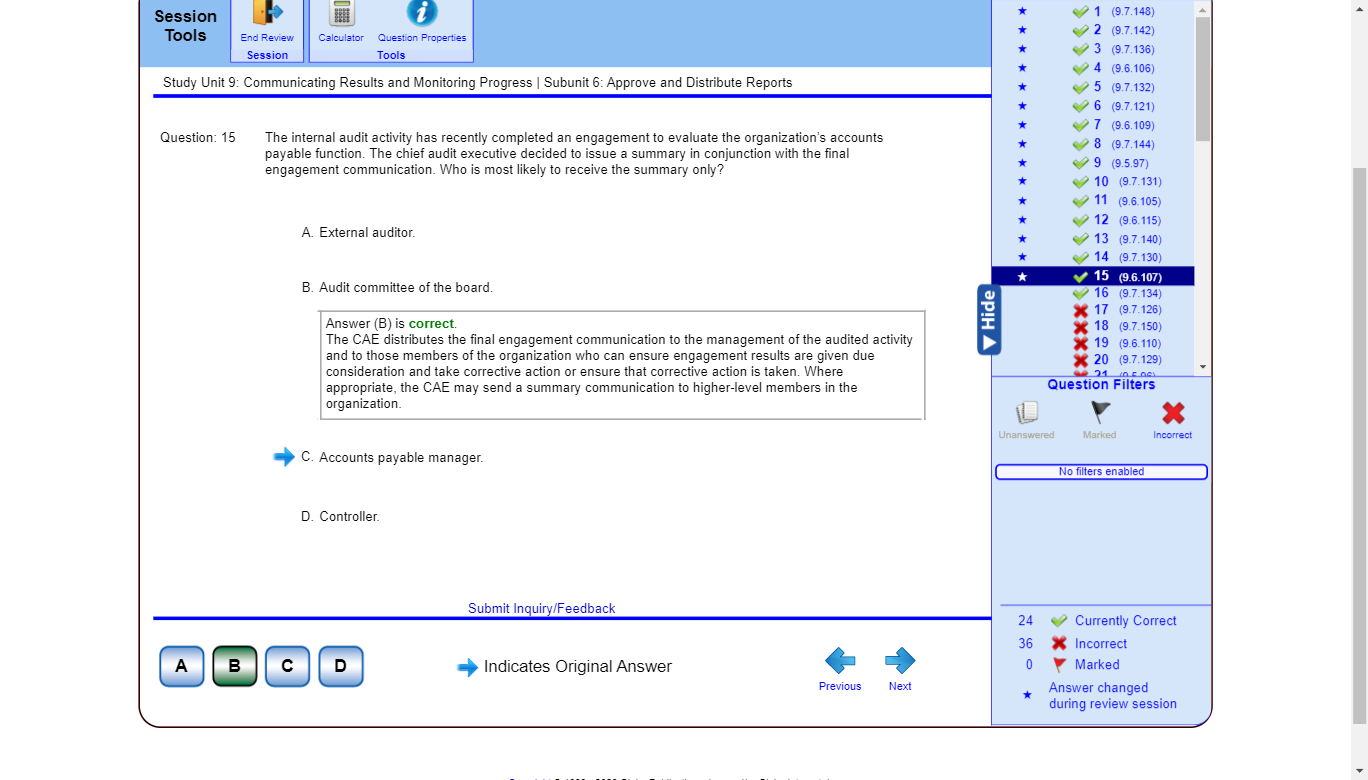 Session Tools
End Review
Session
Calculator
Question Properties
Tools
Study Unit 9: Communicating Results and Monitoring Progress | Subunit 6: Approve and Distribute Reports
Question: 15
The internal audit activity has recently completed an engagement to evaluate the organization's accounts
payable function. The chief audit executive decided to issue a summary in conjunction with the final
engagement communication. Who is most likely to receive the summary only?
A. External auditor.
B. Audit committee of the board.
Answer (B) is correct.
The CAE distributes the final engagement communication to the management of the audited activity
and to those members of the organization who can ensure engagement results are given due
consideration and take corrective action or ensure that corrective action is taken. Where
appropriate, the CAE may send a summary communication to higher-level members in the
organization.
C. Accounts payable manager.
D. Controller.
Submit Inquiry/Feedback
A B C D
Indicates Original Answer
Previous
Next
1 (9.7.148)
2 (9.7.142)
3 (9.7.136)
4 (9.6.106)
5 (9.7.132)
6 (9.7.121)
7 (9.6.109)
8 (9.7.144)
9 (9.5.97)
10 (9.7.131)
11 (9.6.105)
12 (9.6.115)
13 (9.7.140)
14 (9.7.130)
15 (9.6.107)
16 (9.7.134)
17 (9.7.126)
18 (9.7.150)
19 (9.6.110)
20 (9.7.129)
Hide
Question Filters
Unanswered
Marked
Incorrect
No filters enabled
24 Currently Correct
36 Incorrect
0 Marked
Answer changed
during review session